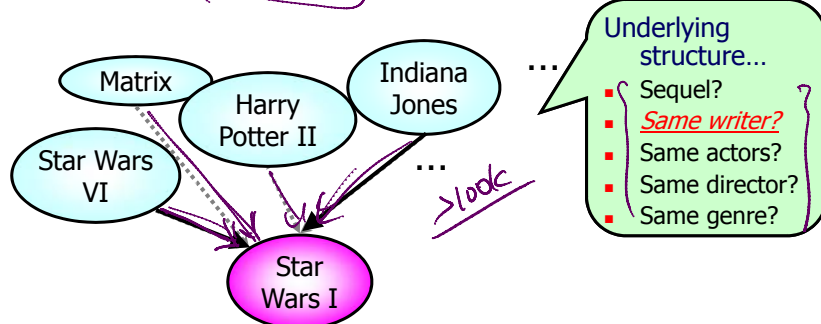 Matrix
Harry
Potter II
Indiana
Jones
...
Star Wars
VI
...
>100k
Star
Wars I
Underlying
structure...
Sequel?
Same writer?
Same actors?
Same director?
Same genre?